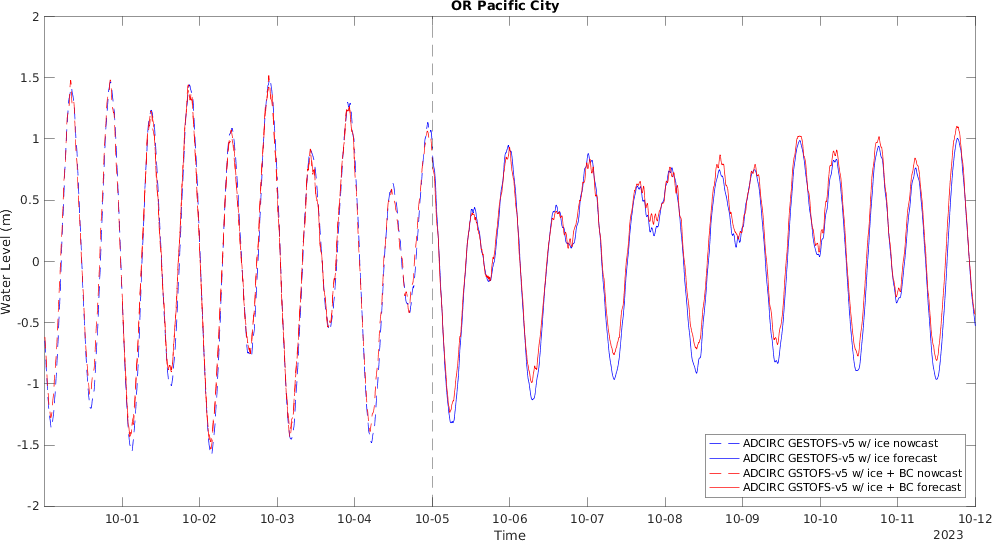 OR Pacific City
2
1.5
1
0.5
0
-0.5
-1
-1.5
-2
Water Level (m)
10-01 10-02 10-03 10-04 10-05 10-06 10-07 10-08 10-09 10-10 10-11 10-12
Time
2023
ADCIRC GESTOFS-v5 w/ ice nowcast
ADCIRC GESTOFS-v5 w/ ice forecast
ADCIRC GSTOFS-v5 w/ ice + BC nowcast
ADCIRC GSTOFS-v5 w/ ice + BC forecast